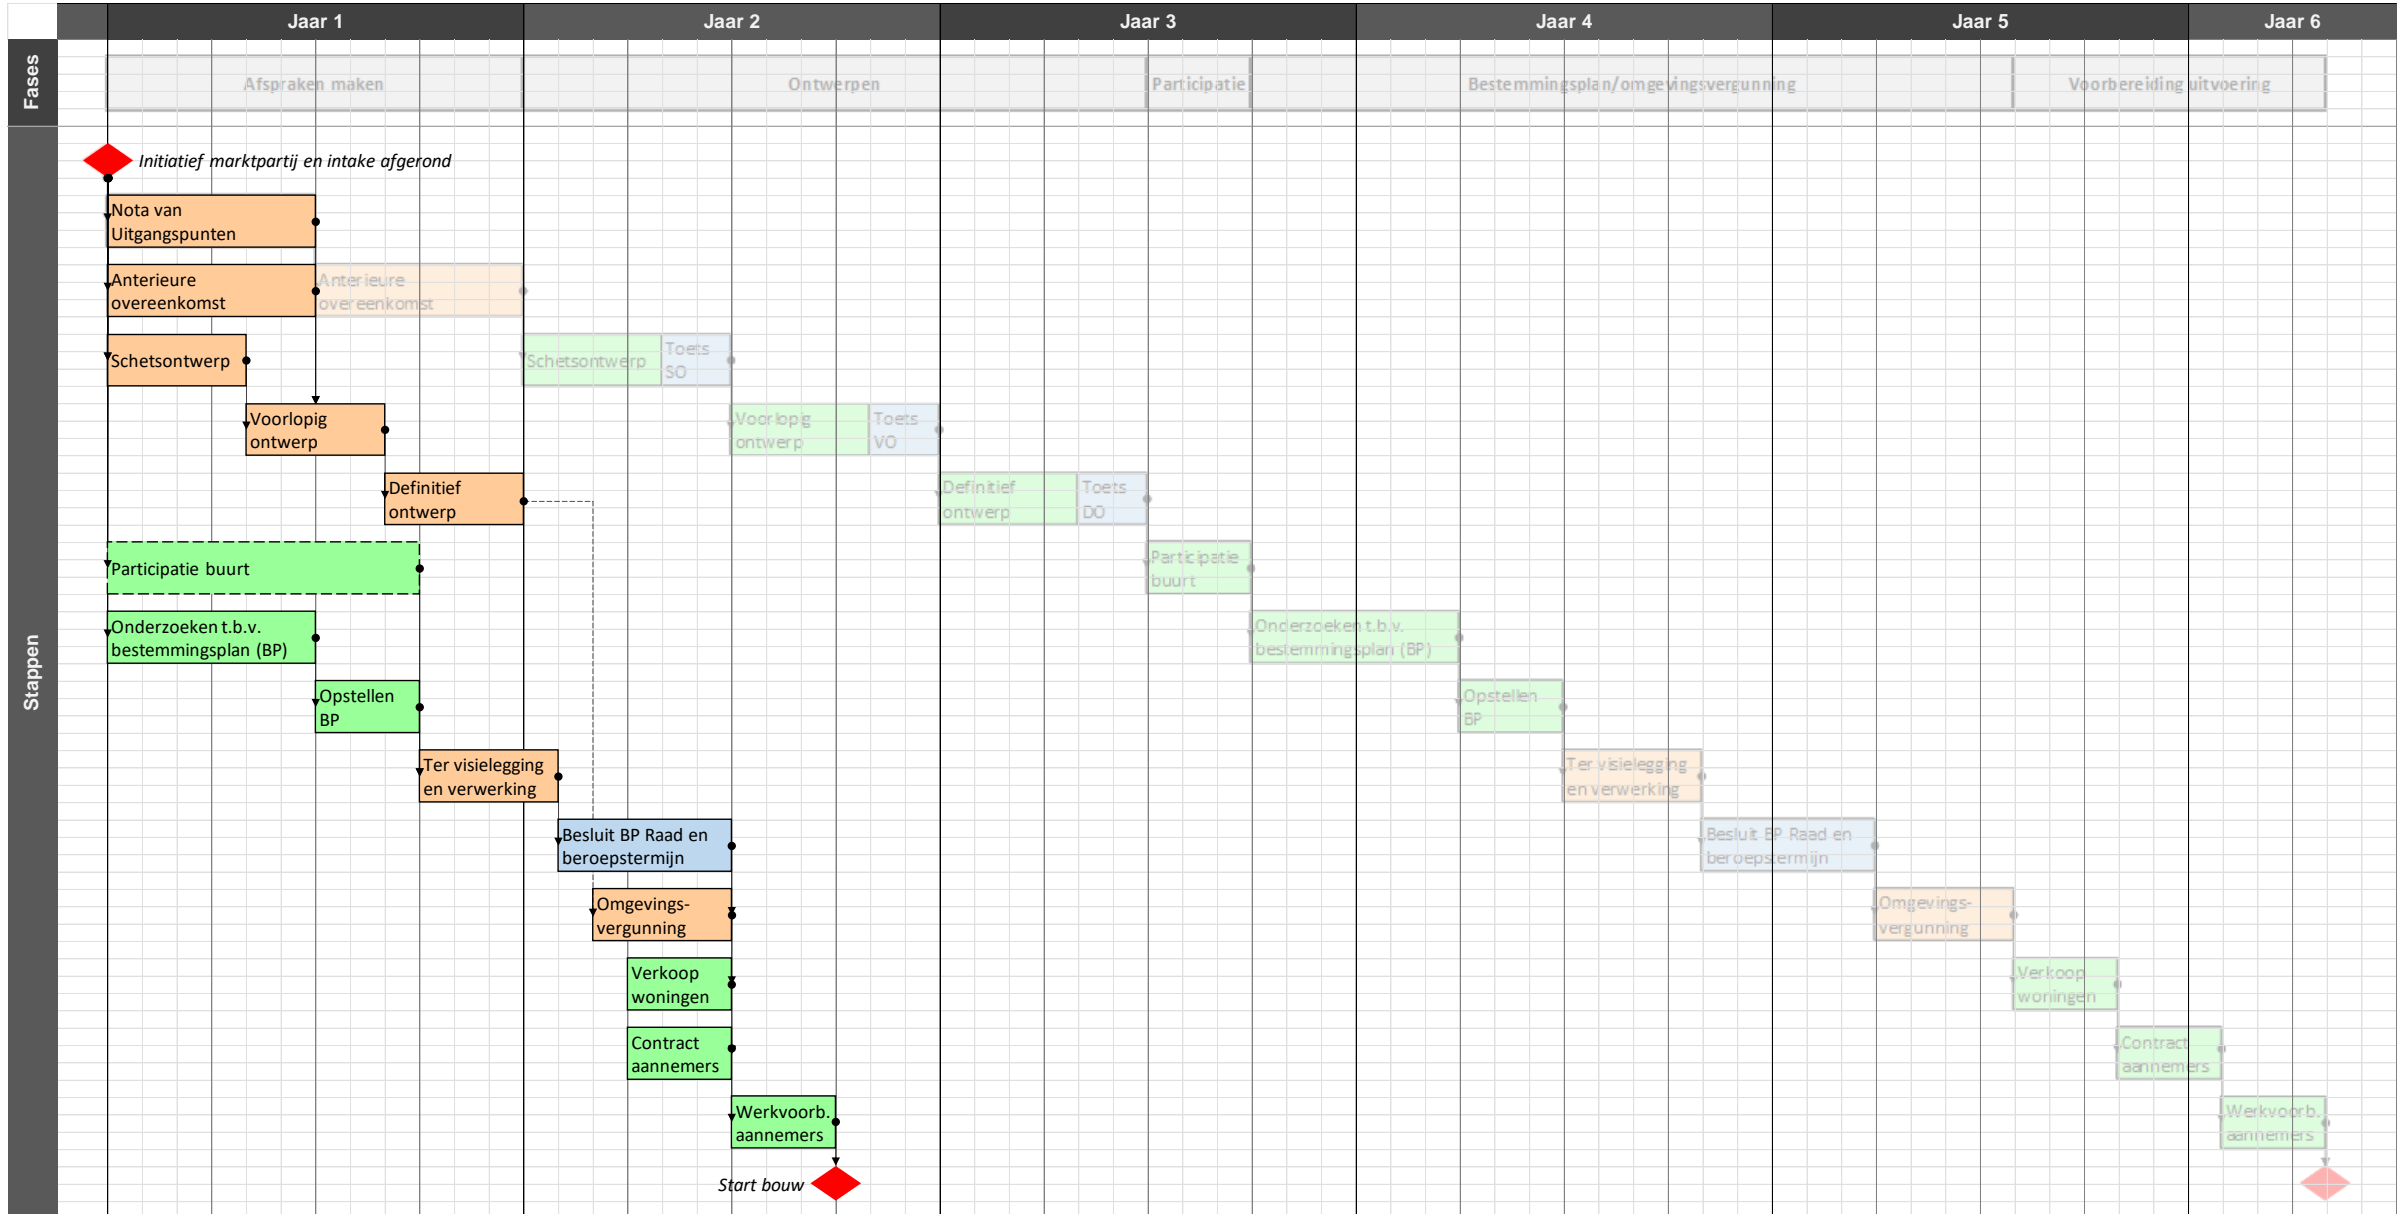 Jaar 1 Jaar 2 Jaar 3 Jaar 4 Jaar 5 Jaar 6
Fases
Afspraken maken Ontwerpen Participatie Bestemmingsplan/omgevingsvergunning Voorbereiding uitvoering
Stappen
Initiatief marktpartij en intake afgerond
Nota van
Uitgangspunten
Anterieure
overeenkomst
Anterieure
overeenkomst
Schetsontwerp
Schetsontwerp
Toets
SO
Voorlopig
ontwerp
Voorlopig
ontwerp
Toets
VO
Definitief
ontwerp
Definitief
ontwerp
Toets
DO
Participatie buurt
Participatie
buurt
Onderzoeken t.b.v.
bestemmingsplan (BP)
Onderzoeken t.b.v.
bestemmingsplan (BP)
Opstellen
BP
Opstellen
BP
Ter visielegging
en verwerking
Ter visielegging
en verwerking
Besluit BP Raad en
beroepstermijn
Besluit BP Raad en
beroepstermijn
Omgevings-
vergunning
Omgevings-
vergunning
Verkoop
woningen
Verkoop
woningen
Contract
aannemers
Contract
aannemers
Werkvoorb.
aannemers
Werkvoorb.
aannemers
Start bouw